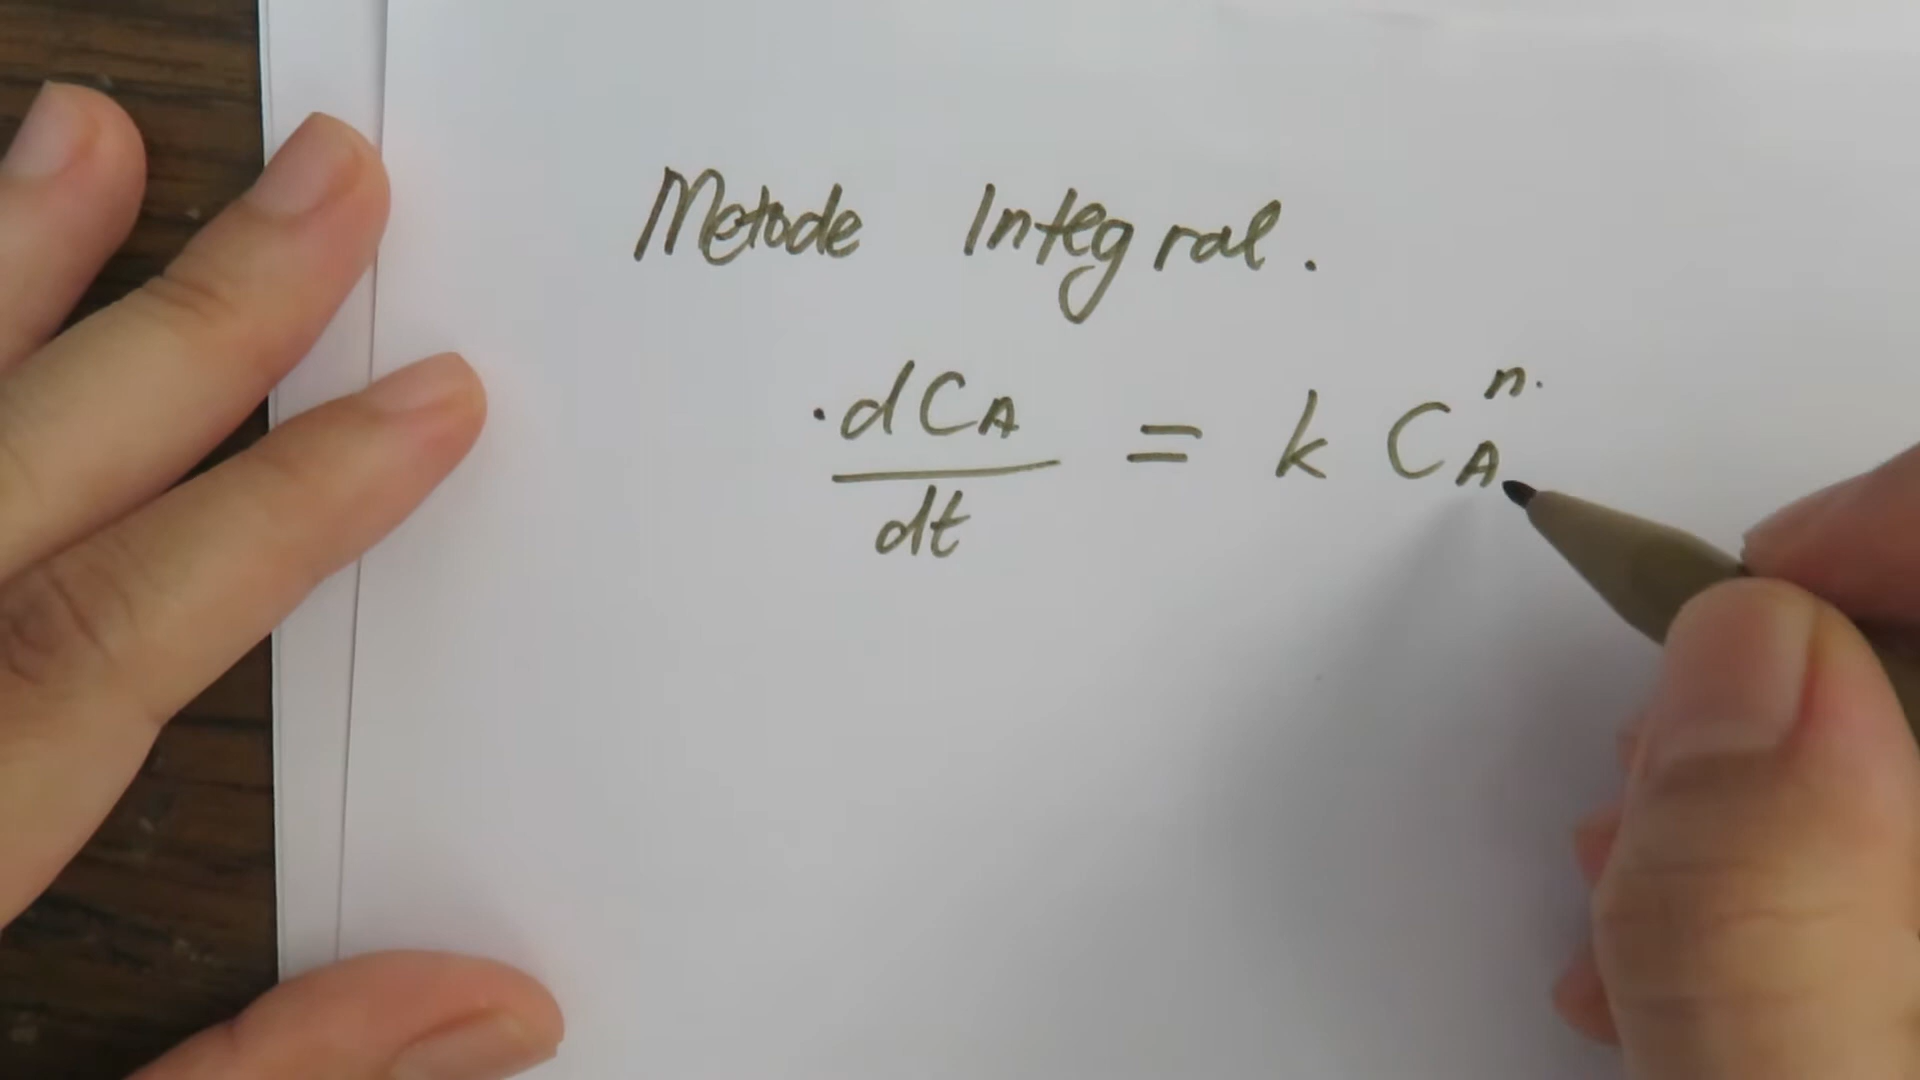 Metode Integral.
·dCA/dt = k CA^n.